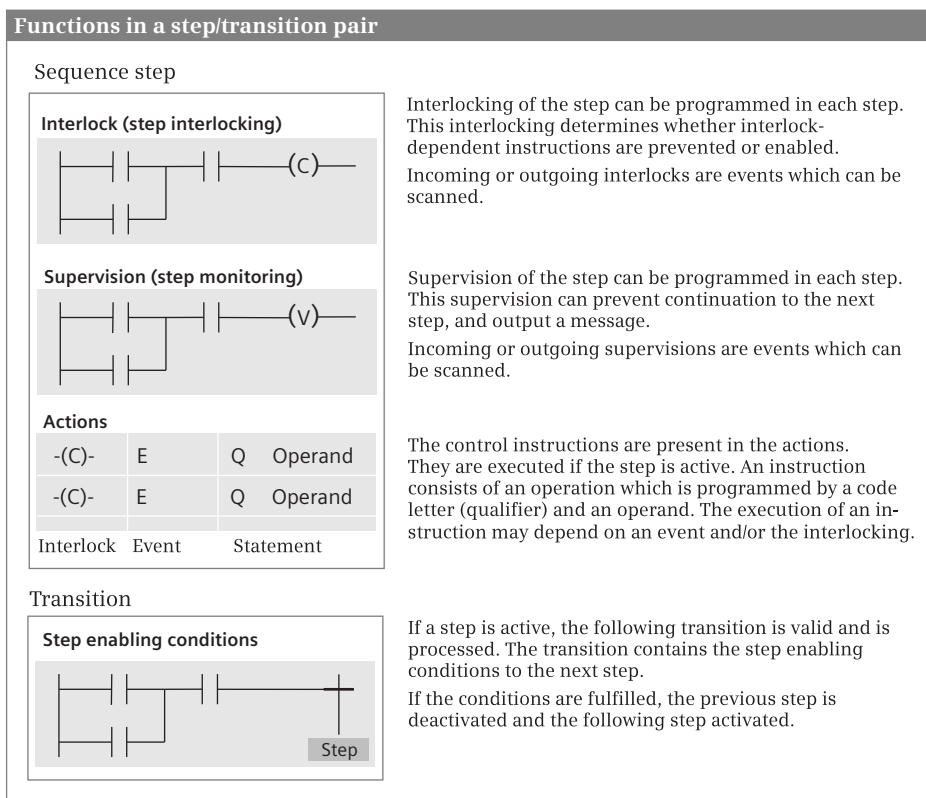 Functions in a step/transition pair
Sequence step
Interlock (step interlocking)
(C)
Interlocking of the step can be programmed in each step.
This interlocking determines whether interlock-
dependent instructions are prevented or enabled.
Incoming or outgoing interlocks are events which can be
scanned.
Supervision (step monitoring)
(V)
Supervision of the step can be programmed in each step.
This supervision can prevent continuation to the next
step, and output a message.
Incoming or outgoing supervisions are events which can
be scanned.
Actions
-(C)- E Q Operand
-(C)- E Q Operand
Interlock Event Statement
The control instructions are present in the actions.
They are executed if the step is active. An instruction
consists of an operation which is programmed by a code
letter (qualifier) and an operand. The execution of an in-
struction may depend on an event and/or the interlocking.
Transition
Step enabling conditions
Step
If a step is active, the following transition is valid and is
processed. The transition contains the step enabling
conditions to the next step.
If the conditions are fulfilled, the previous step is
deactivated and the following step activated.